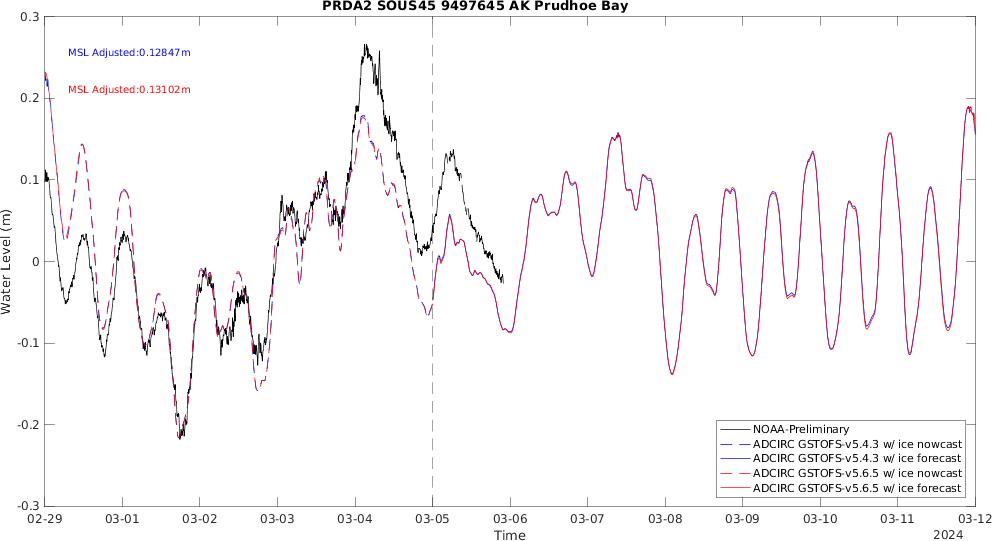 PRDA2 SOUS45 9497645 AK Prudhoe Bay
0.3
MSL Adjusted:0.12847m
MSL Adjusted:0.13102m
0.2
0.1
0
-0.1
-0.2
-0.3
Water Level (m)
NOAA-Preliminary
ADCIRC GSTOFS-v5.4.3 w/ ice nowcast
ADCIRC GSTOFS-v5.4.3 w/ ice forecast
ADCIRC GSTOFS-v5.6.5 w/ ice nowcast
ADCIRC GSTOFS-v5.6.5 w/ ice forecast
02-29 03-01 03-02 03-03 03-04 03-05 03-06 03-07 03-08 03-09 03-10 03-11 03-12
Time
2024